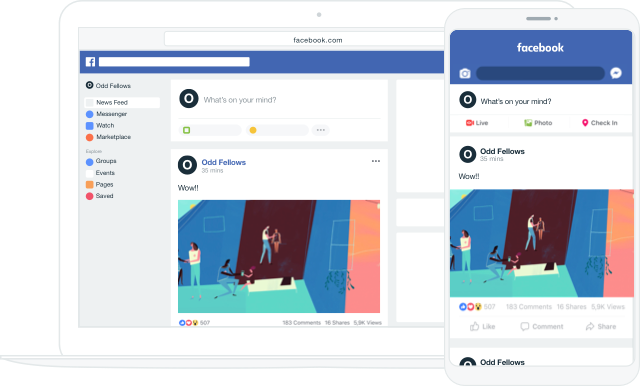 facebook.com
f
O Odd Fellows
News Feed
Messenger
Watch
Marketplace
Explore
Groups
Events
Pages
Saved
O What's on your mind?
O Odd Fellows
35 mins
Wow!!
507 183 Comments 16 Shares 5,9K Views
facebook
O What's on your mind?
Live Photo Check In
O Odd Fellows
35 mins
Wow!!
507 183 Comments 16 Shares 5,9K Views
Like Comment Share
Odd Fellows